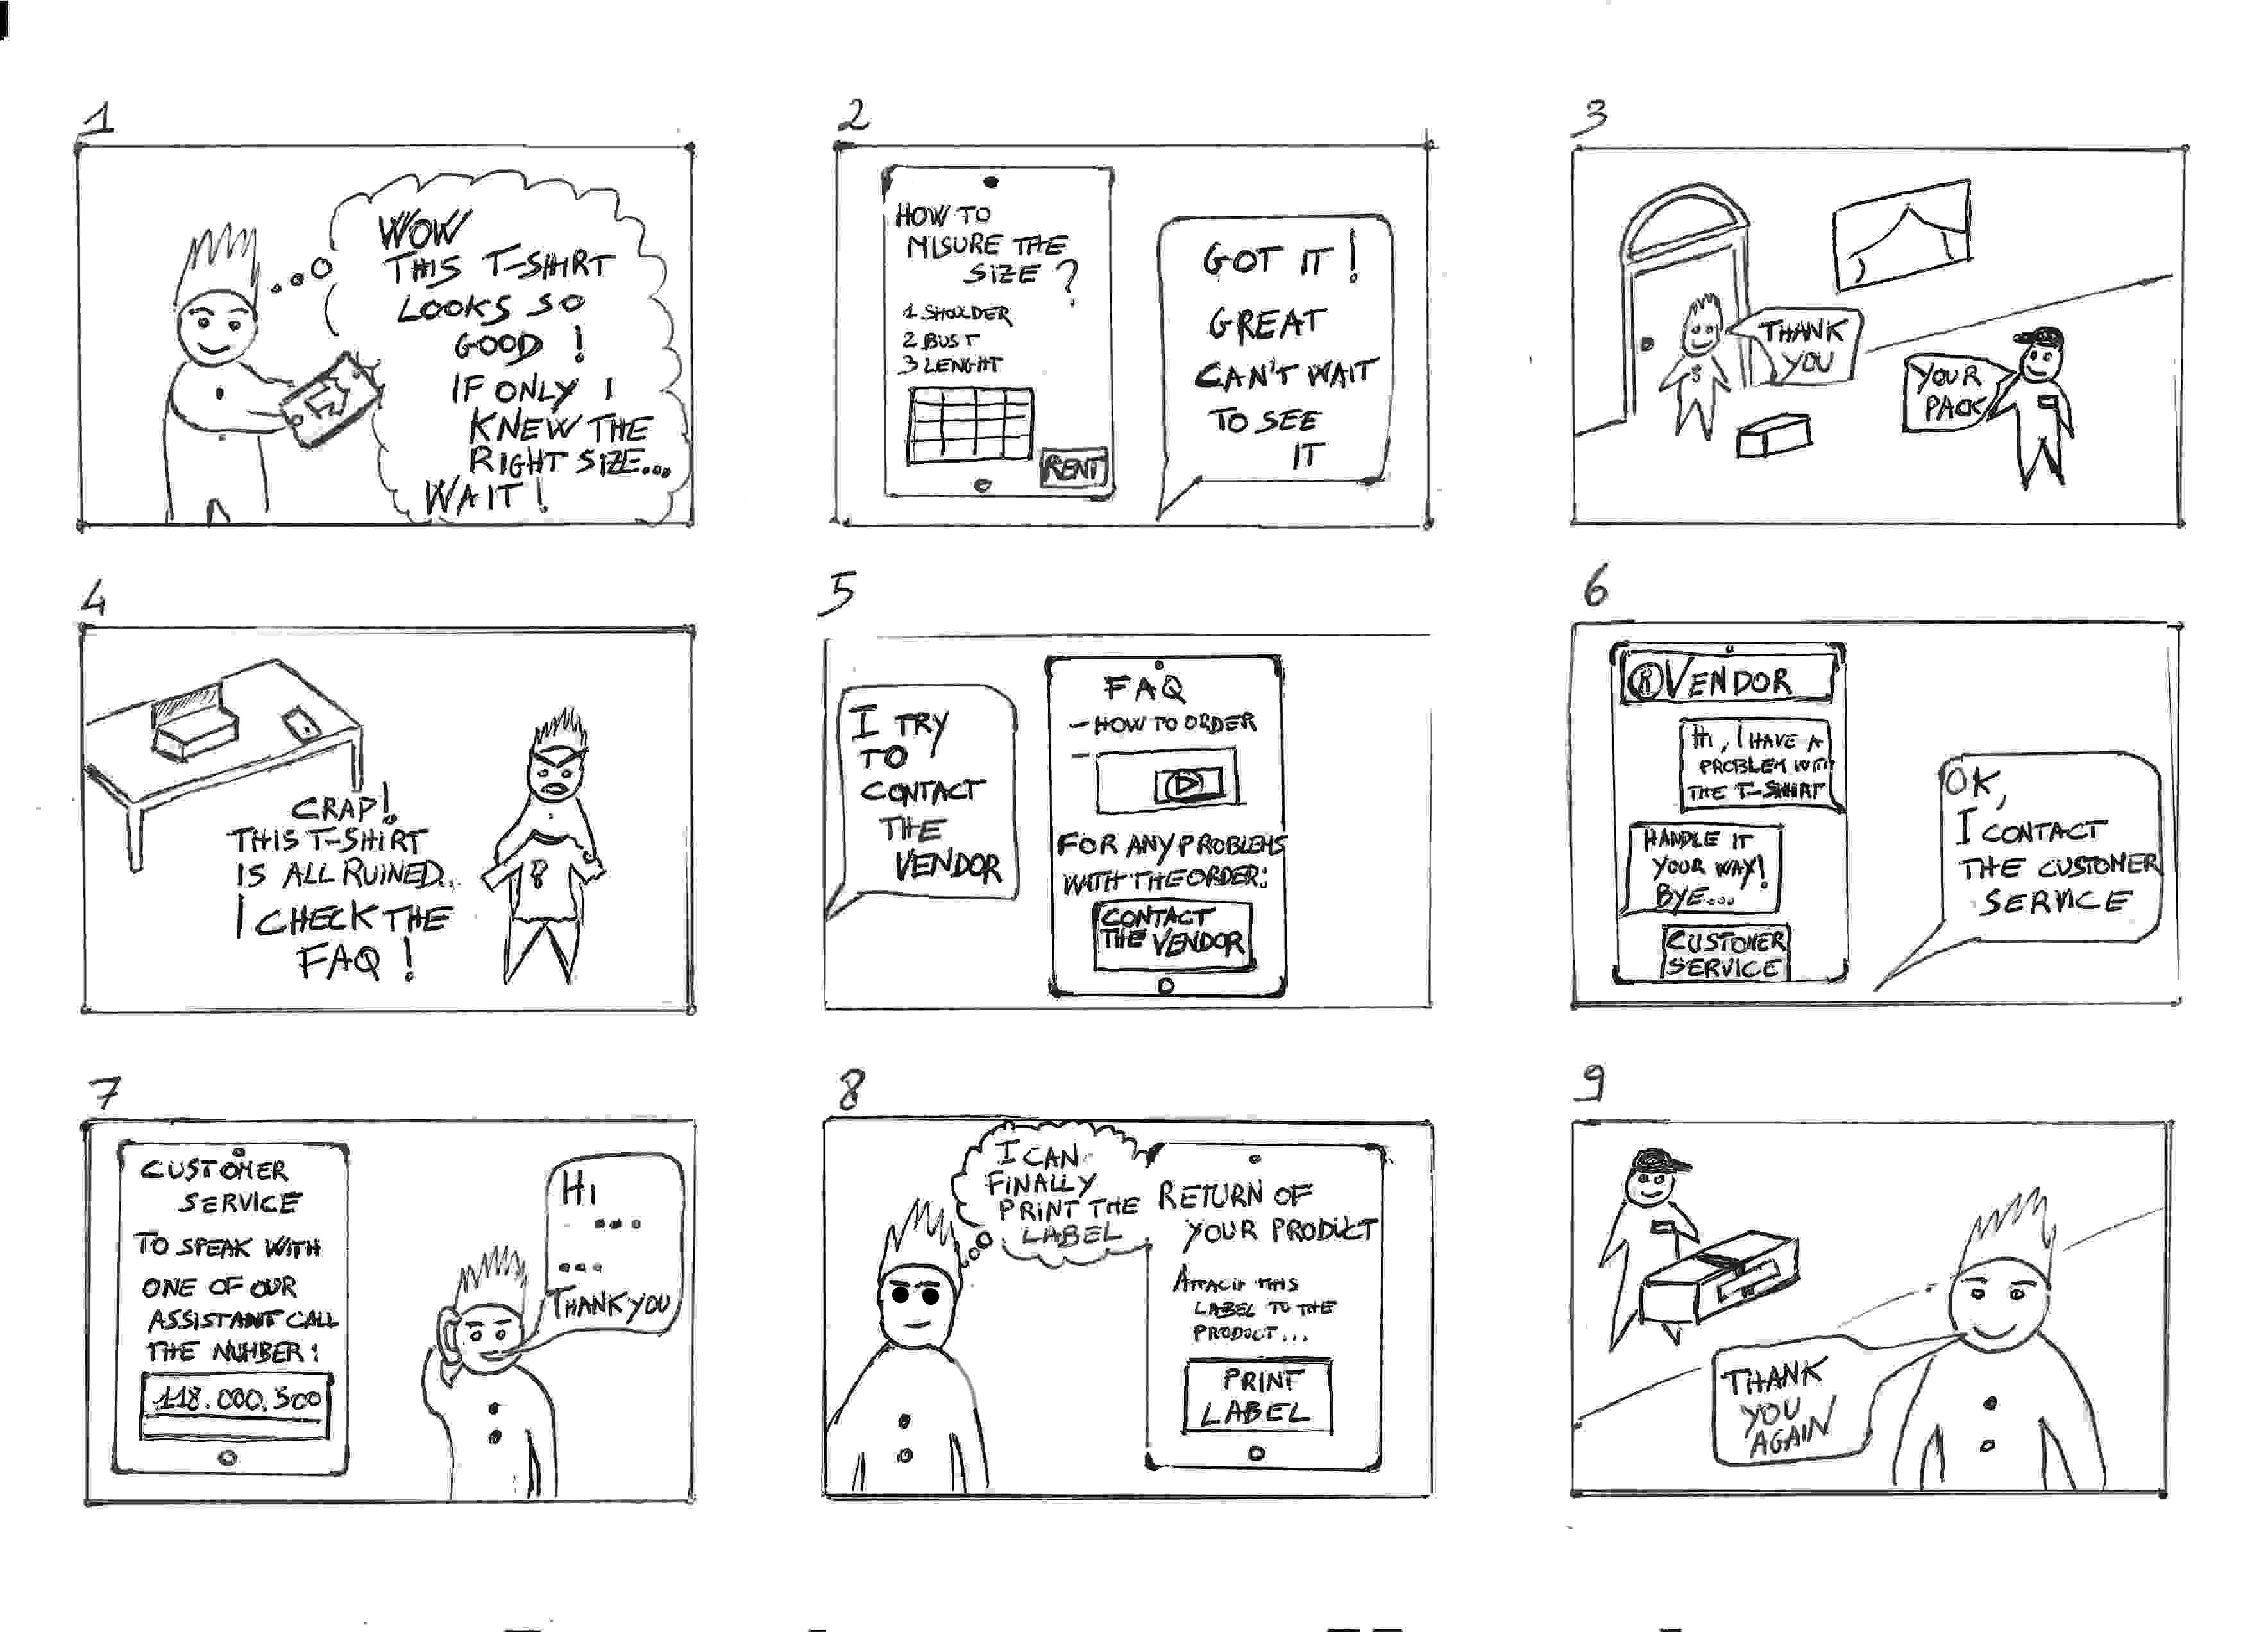 1
WOW
THIS T-SHIRT
LOOKS SO
GOOD !
IF ONLY I
KNEW THE
RIGHT SIZE...
WAIT !
2
HOW TO
MISURE THE
SIZE ?
1 SHOULDER
2 BUST
3 LENGHT
RENT
GOT IT !
GREAT
CAN'T WAIT
TO SEE
IT
3
THANK
YOU
YOUR
PACK
4
CRAP!
THIS T-SHIRT
IS ALL RUINED...
I CHECK THE
FAQ !
5
I TRY
TO
CONTACT
THE
VENDOR
FAQ
- HOW TO ORDER
-
FOR ANY PROBLEMS
WITH THE ORDER:
CONTACT
THE VENDOR
6
®VENDOR
HI, I HAVE A
PROBLEM WITH
THE T-SHIRT
HANDLE IT
YOUR WAY!
BYE...
CUSTOMER
SERVICE
OK,
I CONTACT
THE CUSTOMER
SERVICE
7
CUSTOMER
SERVICE
TO SPEAK WITH
ONE OF OUR
ASSISTANT CALL
THE NUMBER:
118.000.500
HI
...
...
THANK YOU
8
I CAN
FINALLY
PRINT THE
LABEL
RETURN OF
YOUR PRODUCT
ATTACH THIS
LABEL TO THE
PRODUCT...
PRINT
LABEL
9
THANK
YOU
AGAIN